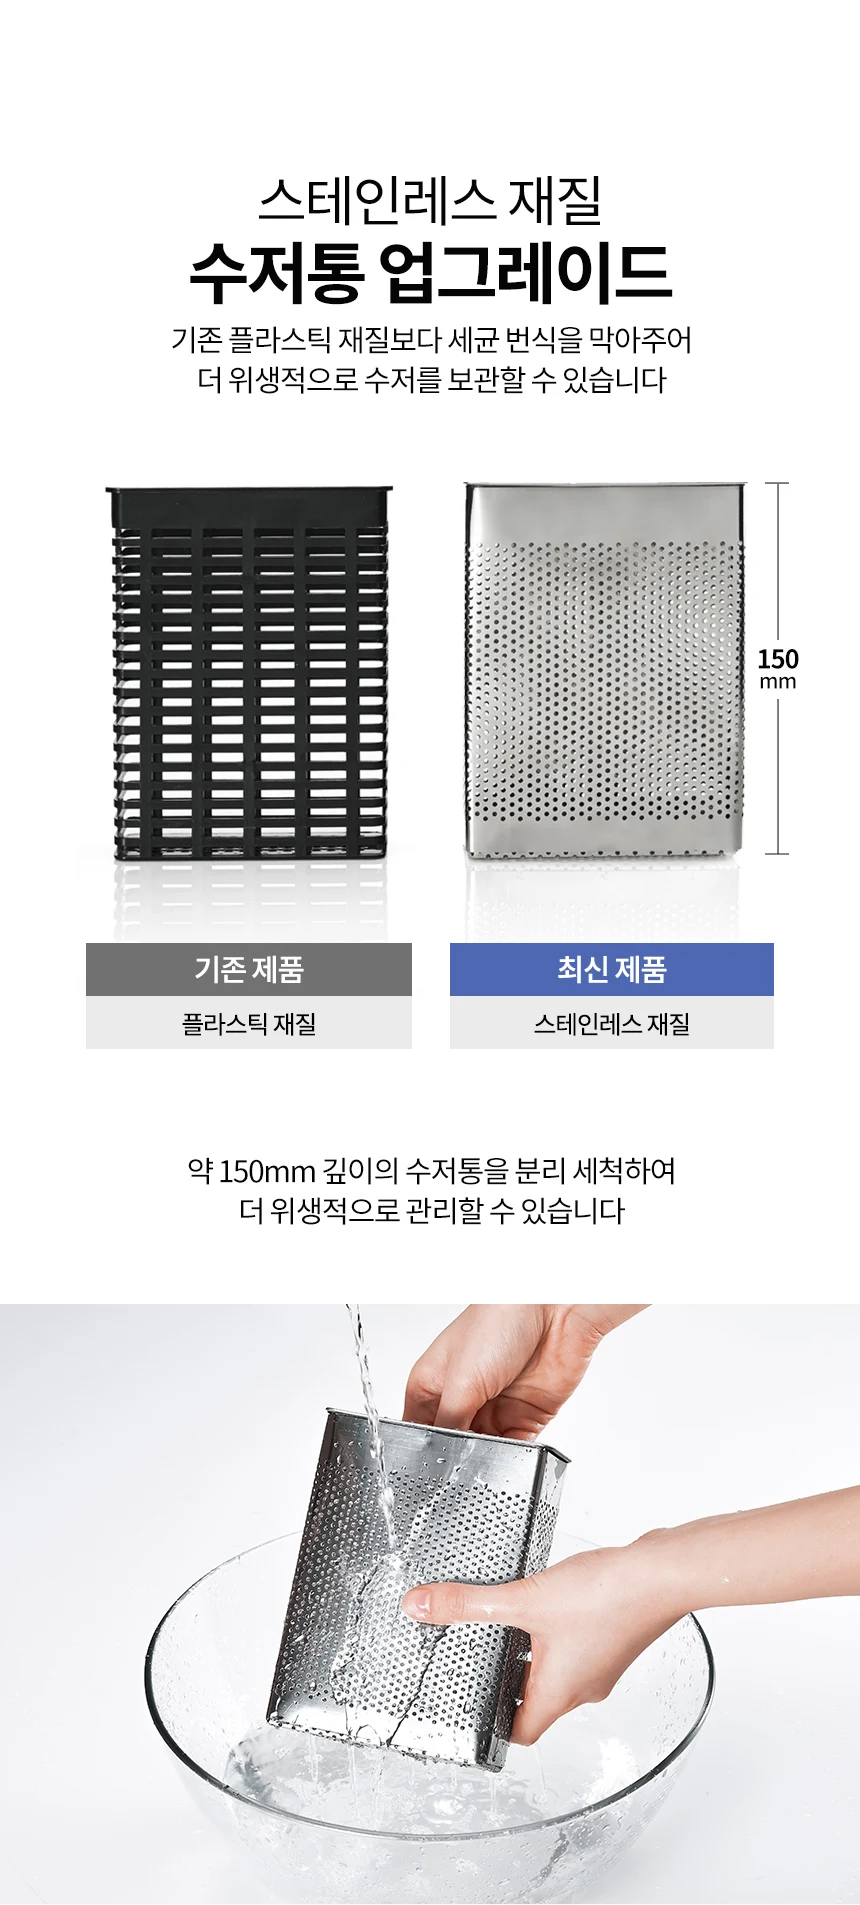 스테인레스 재질
수저통 업그레이드
기존 플라스틱 재질보다 세균 번식을 막아주어
더 위생적으로 수저를 보관할 수 있습니다
150
mm
기존 제품
최신 제품
플라스틱 재질
스테인레스 재질
약 150mm 깊이의 수저통을 분리 세척하여
더 위생적으로 관리할 수 있습니다